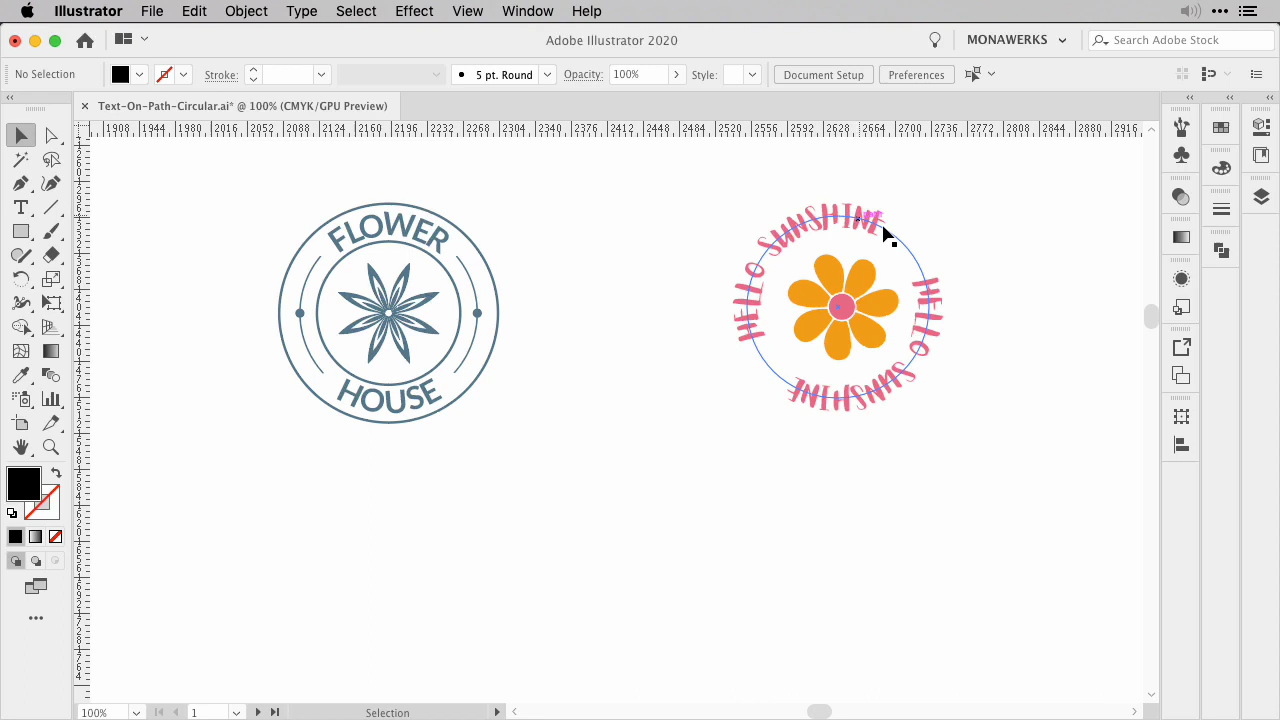 Illustrator File Edit Object Type Select Effect View Window Help
Adobe Illustrator 2020
MONAWERKS
Search Adobe Stock
No Selection
Stroke:
5 pt. Round
Opacity:
100%
Style:
Document Setup
Preferences
Text-On-Path-Circular.ai* @ 100% (CMYK/GPU Preview)
1908 1944 1980 2016 2052 2088 2124 2160 2196 2232 2268 2304 2340 2376 2412 2448 2484 2520 2556 2592 2628 2664 2700 2736 2772 2808 2844 2880 2916
FLOWER
HOUSE
HELLO SUNSHINE
HELLO SUNSHINE
100%
1
Selection